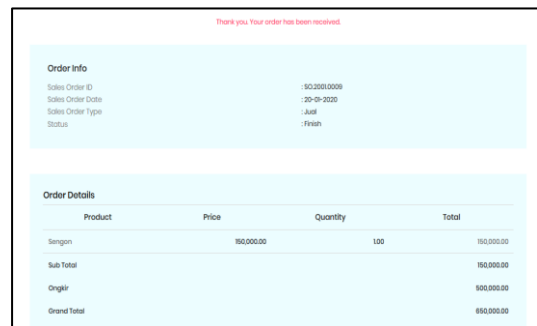 Thank you. Your order has been received.
Order Info
Sales Order ID : SO.2001.0009
Sales Order Date : 20-01-2020
Sales Order Type : Jual
Status : Finish
Order Details
Product Price Quantity Total
Sengon 150,000.00 1.00 150,000.00
Sub Total 150,000.00
Ongkir 500,000.00
Grand Total 650,000.00